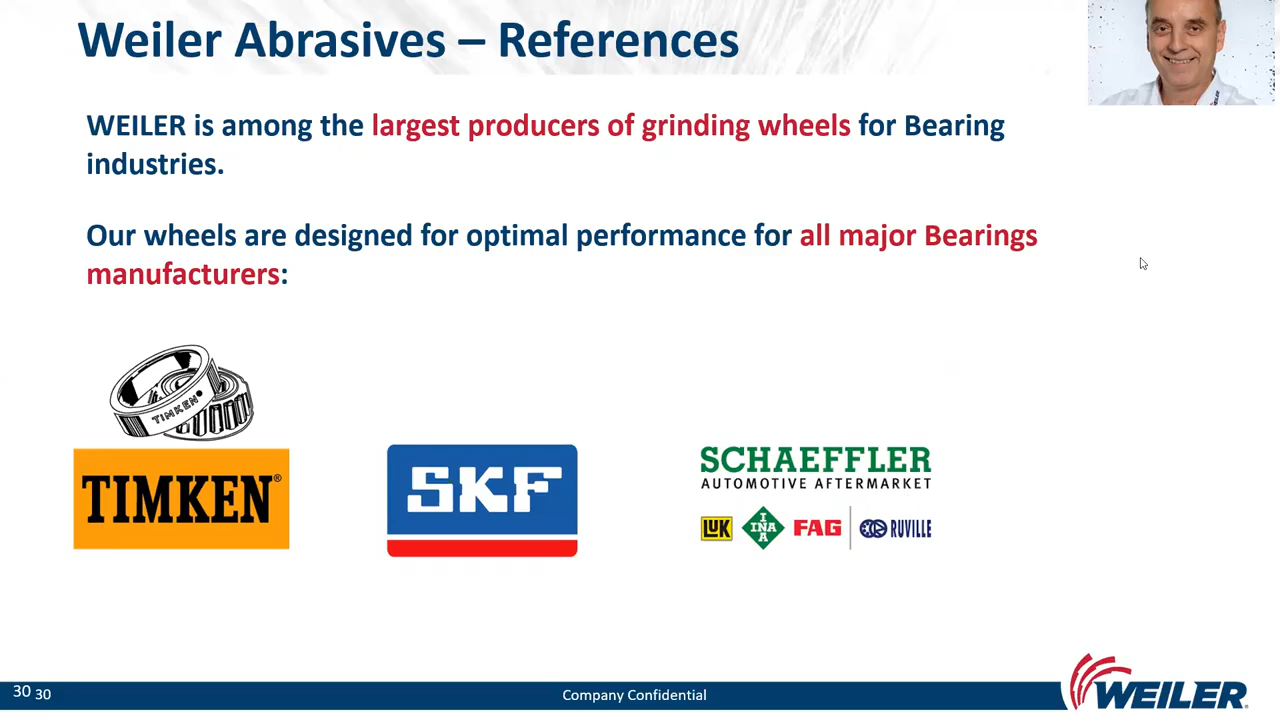 Weiler Abrasives – References
WEILER is among the largest producers of grinding wheels for Bearing
industries.
Our wheels are designed for optimal performance for all major Bearings
manufacturers:
TIMKEN®
TIMKEN®
SKF
SCHAEFFLER
AUTOMOTIVE AFTERMARKET
LUK INA FAG RUVILLE
30 30
Company Confidential
WEILER®